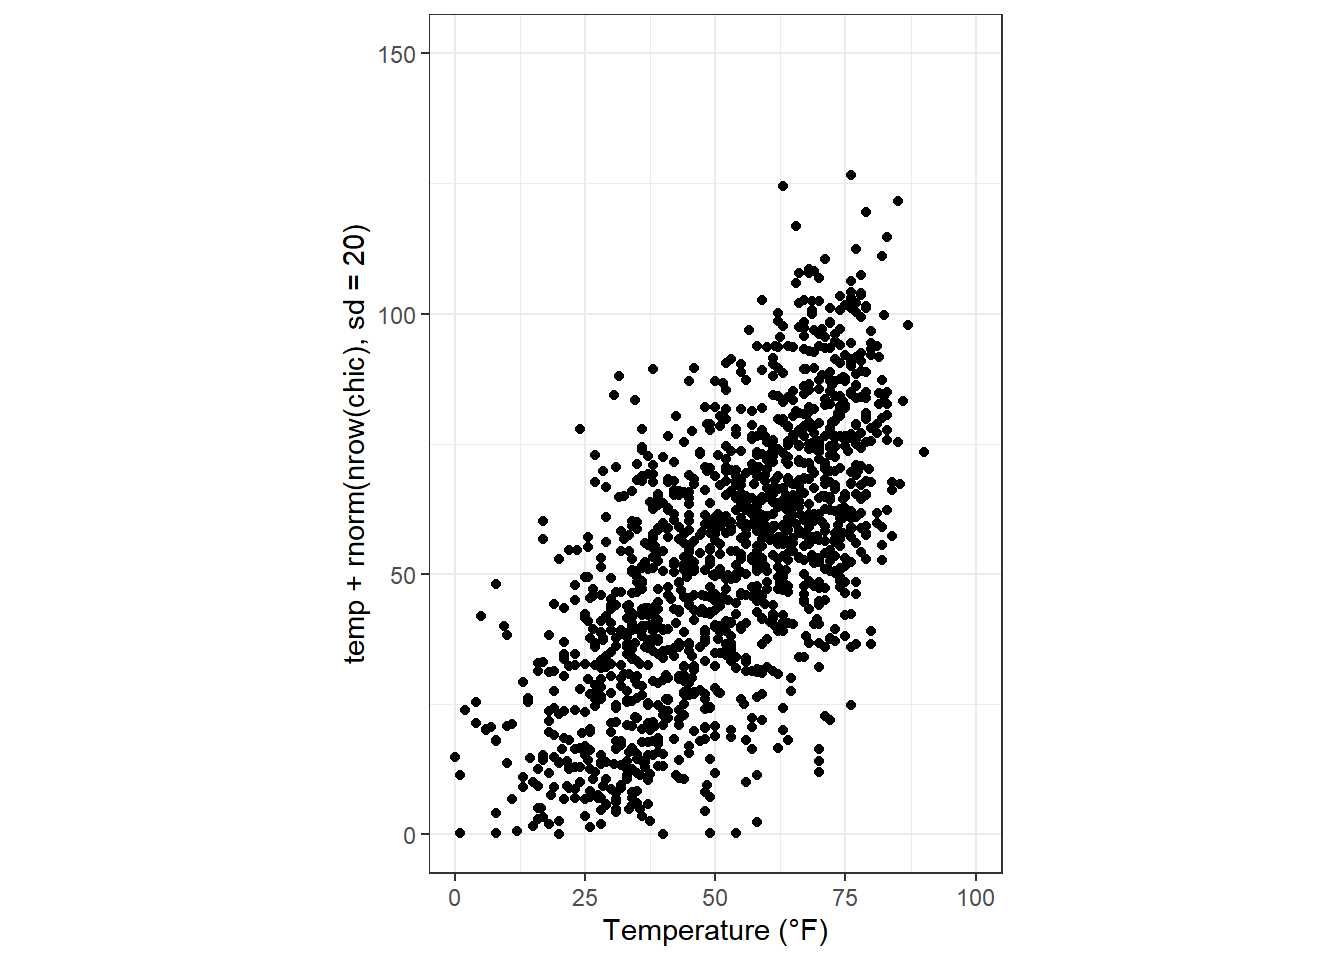 150
100
50
0
temp + rnorm(nrow(chic), sd = 20)
0 25 50 75 100
Temperature (°F)